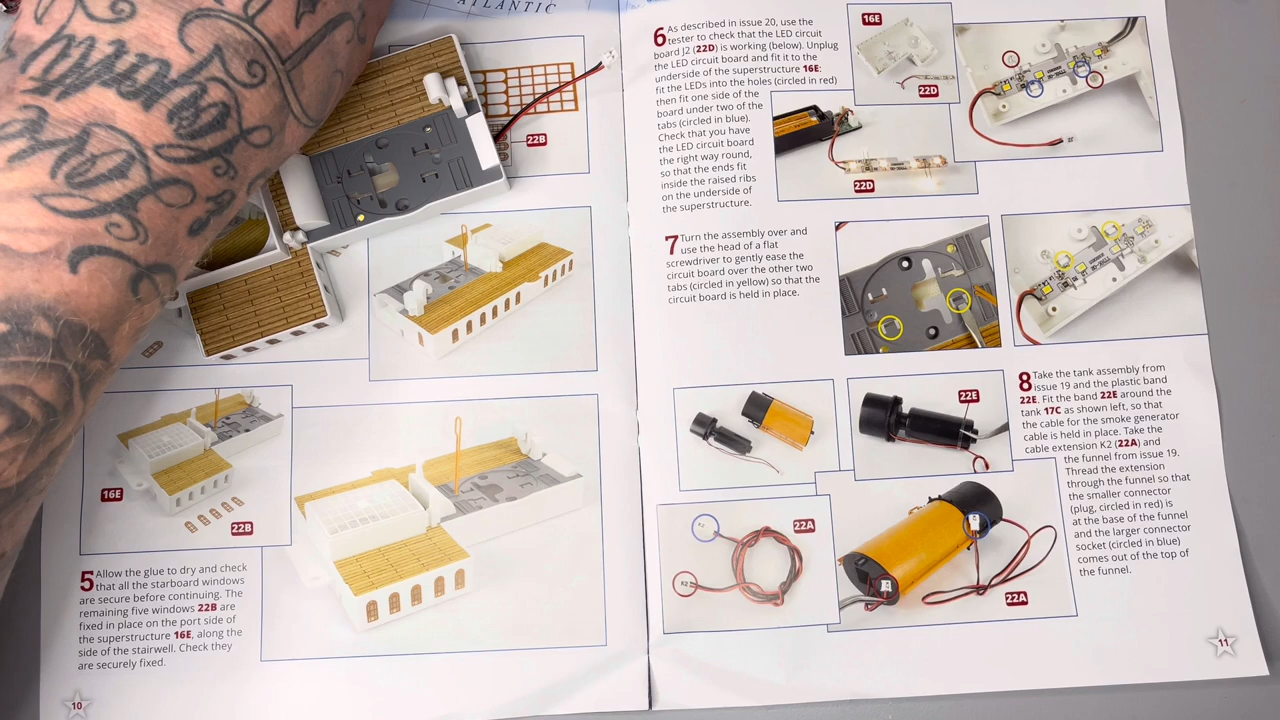 ATLANTIC
22B
16E
22B
5 Allow the glue to dry and check
that all the starboard windows
are secure before continuing. The
remaining five windows 22B are
fixed in place on the port side of
the superstructure 16E, along the
side of the stairwell. Check they
are securely fixed.
10
6 As described in issue 20, use the
tester to check that the LED circuit
board J2 (22D) is working (below). Unplug
the LED circuit board and fit it to the
underside of the superstructure 16E:
fit the LEDs into the holes (circled in red)
then fit one side of the
board under two of the
tabs (circled in blue).
Check that you have
the LED circuit board
the right way round,
so that the ends fit
inside the raised ribs
on the underside of
the superstructure.
16E
22D
22D
7 Turn the assembly over and
use the head of a flat
screwdriver to gently ease the
circuit board over the other two
tabs (circled in yellow) so that the
circuit board is held in place.
22E
8 Take the tank assembly from
issue 19 and the plastic band
22E. Fit the band 22E around the
tank 17C as shown left, so that
the cable for the smoke generator
cable is held in place. Take the
cable extension K2 (22A) and
the funnel from issue 19.
Thread the extension
through the funnel so that
the smaller connector
(plug, circled in red) is
at the base of the funnel
and the larger connector
socket (circled in blue)
comes out of the top of
the funnel.
22A
K2
22A
11